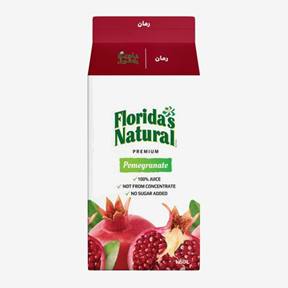 رمان
رمان
Florida's
Natural
PREMIUM
Pomegranate
✓ 100% JUICE
✓ NOT FROM CONCENTRATE
✓ NO SUGAR ADDED